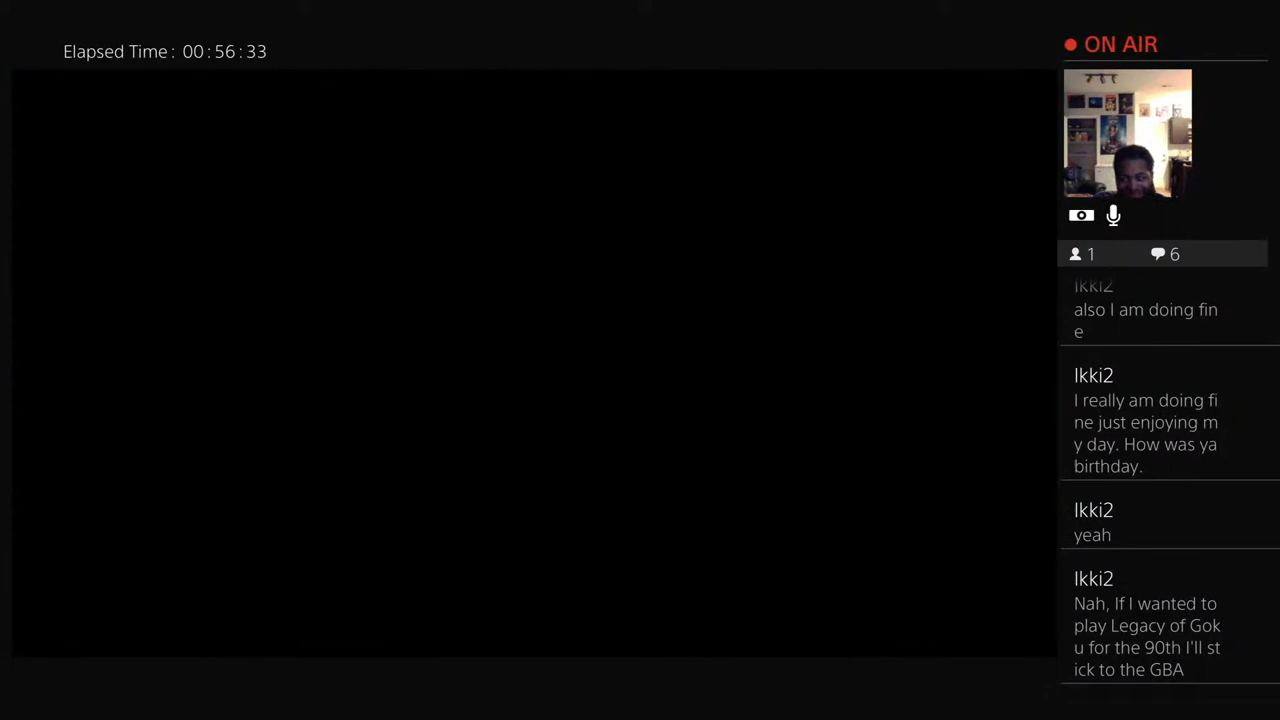 Elapsed Time: 00:56:33
ON AIR
1 6
Ikki2
also I am doing fin
e
Ikki2
I really am doing fi
ne just enjoying m
y day. How was ya
birthday.
Ikki2
yeah
Ikki2
Nah, If I wanted to
play Legacy of Gok
u for the 90th I'll st
ick to the GBA